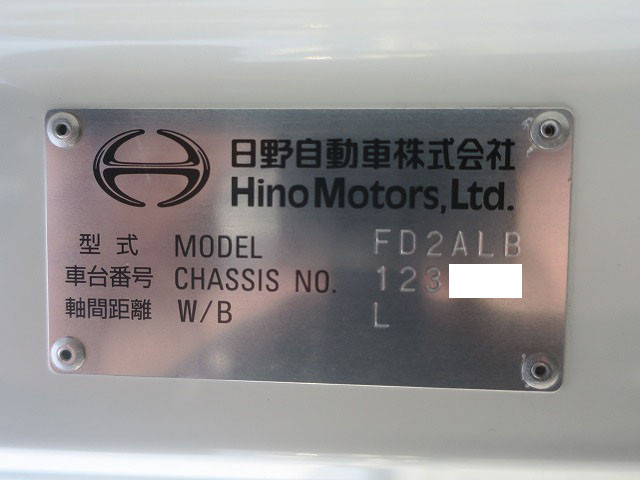 日野自動車株式会社
Hino Motors, Ltd.
型式 MODEL FD2ALB
車台番号 CHASSIS NO. 123
軸間距離 W/B L